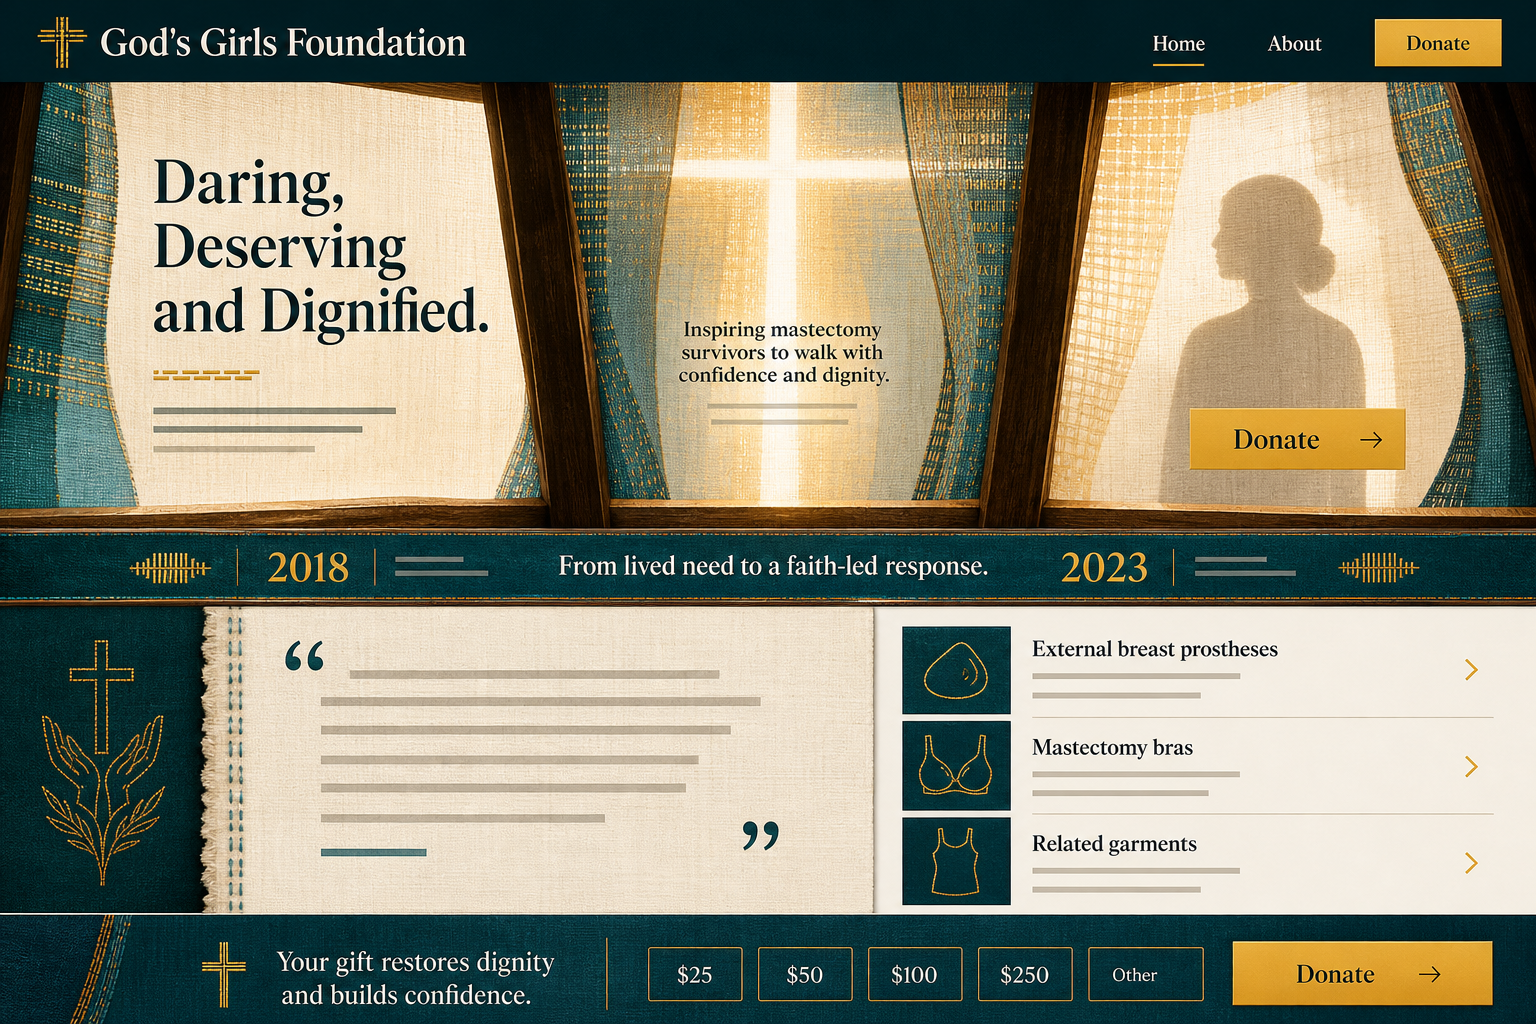 God's Girls Foundation
Home
About
Donate
Daring,
Deserving
and Dignified.
Inspiring mastectomy
survivors to walk with
confidence and dignity.
Donate →
2018
From lived need to a faith-led response.
2023
“
”
External breast prostheses
Mastectomy bras
Related garments
Your gift restores dignity
and builds confidence.
$25
$50
$100
$250
Other
Donate →